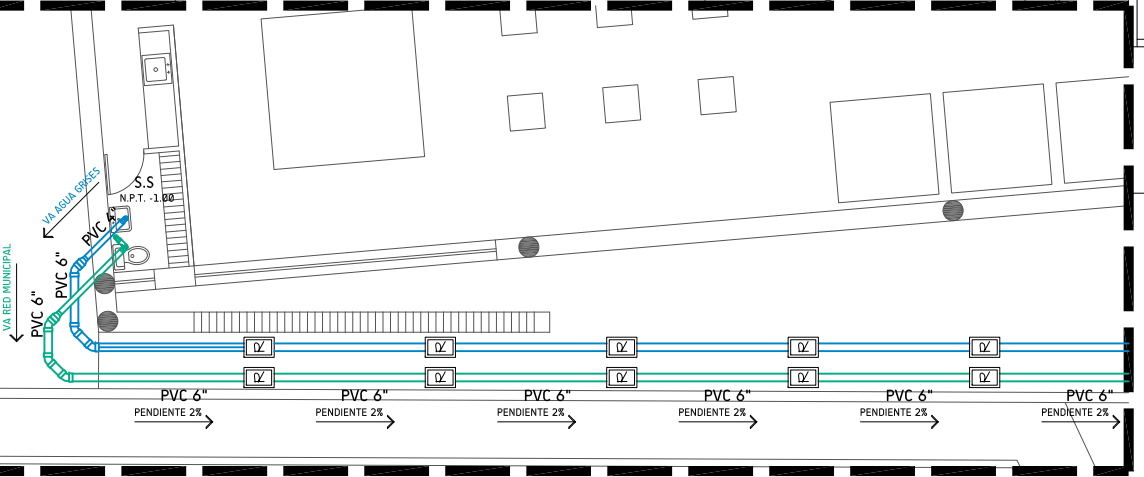 S.S
N.P.T. -1.00
VA AGUA GRISES
PVC 4"
PVC 6"
PVC 6"
VA RED MUNICIPAL
R R R R R
R R R R R
PVC 6" PVC 6" PVC 6" PVC 6" PVC 6" PVC 6"
PENDIENTE 2% PENDIENTE 2% PENDIENTE 2% PENDIENTE 2% PENDIENTE 2% PENDIENTE 2%